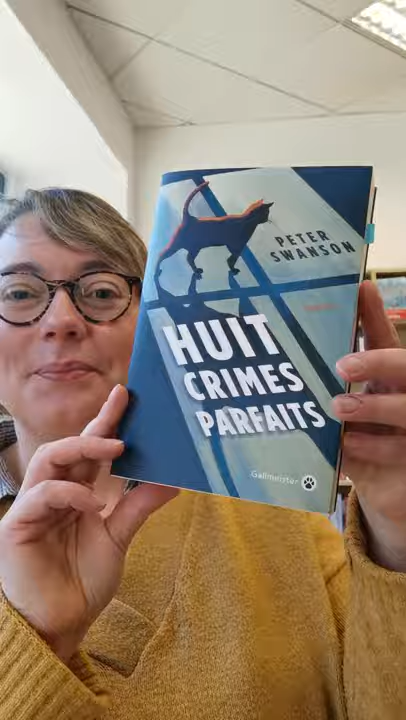 PETER
SWANSON
HUIT
CRIMES
PARFAITS
Gallmeister